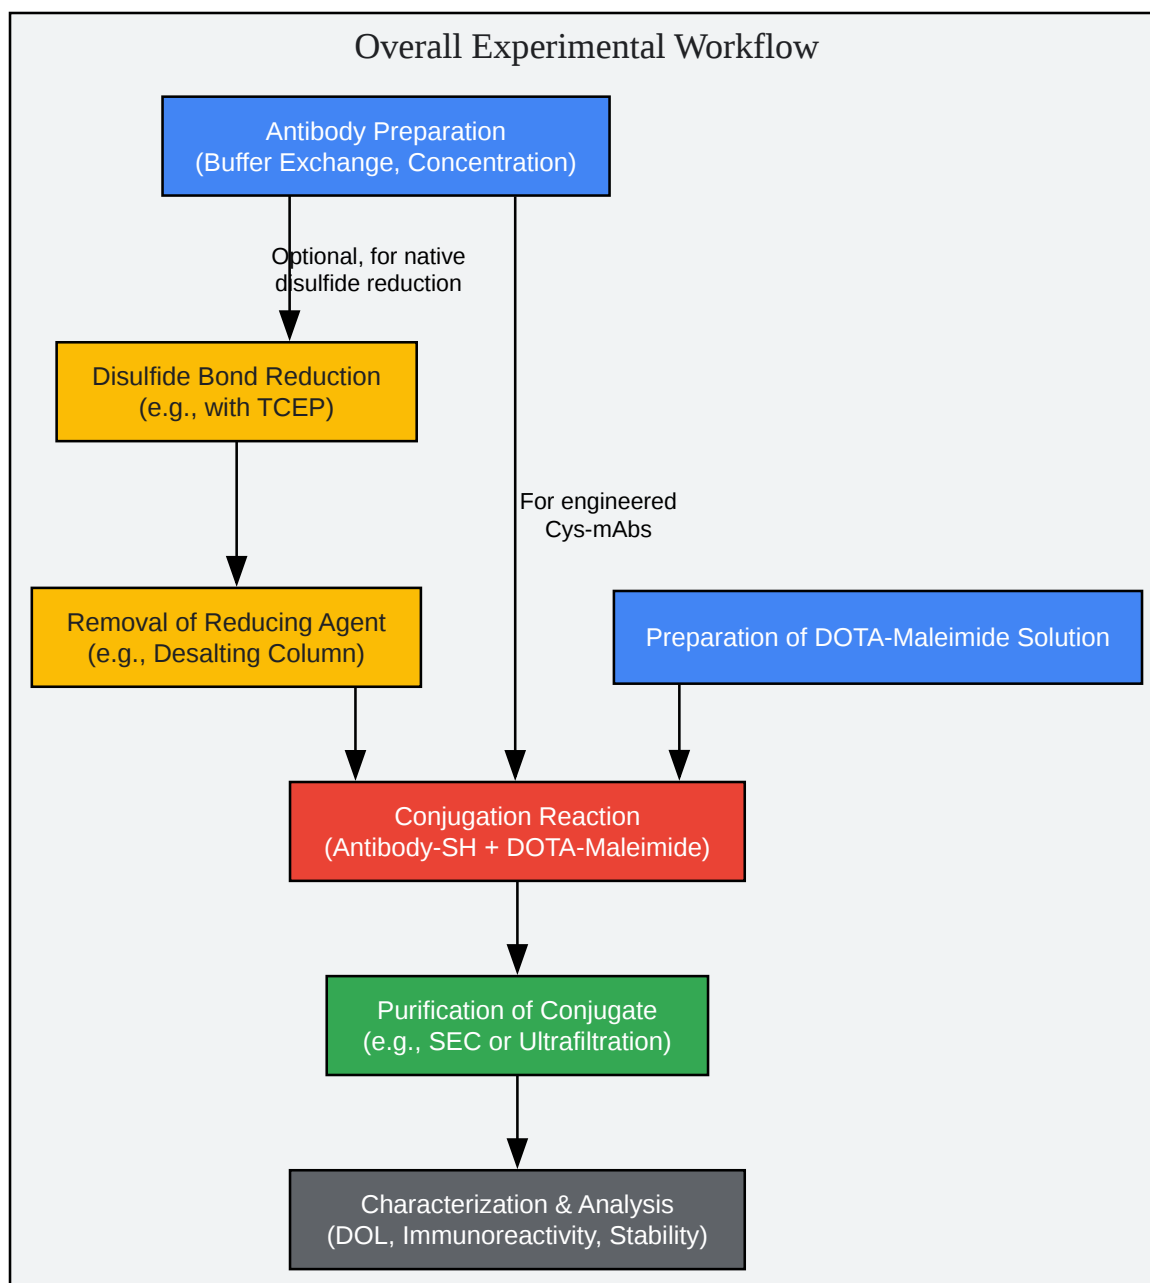 Overall Experimental Workflow
Antibody Preparation
(Buffer Exchange, Concentration)
Optional, for native
disulfide reduction
Disulfide Bond Reduction
(e.g., with TCEP)
For engineered
Cys-mAbs
Removal of Reducing Agent
(e.g., Desalting Column)
Preparation of DOTA-Maleimide Solution
Conjugation Reaction
(Antibody-SH + DOTA-Maleimide)
Purification of Conjugate
(e.g., SEC or Ultrafiltration)
Characterization & Analysis
(DOL, Immunoreactivity, Stability)